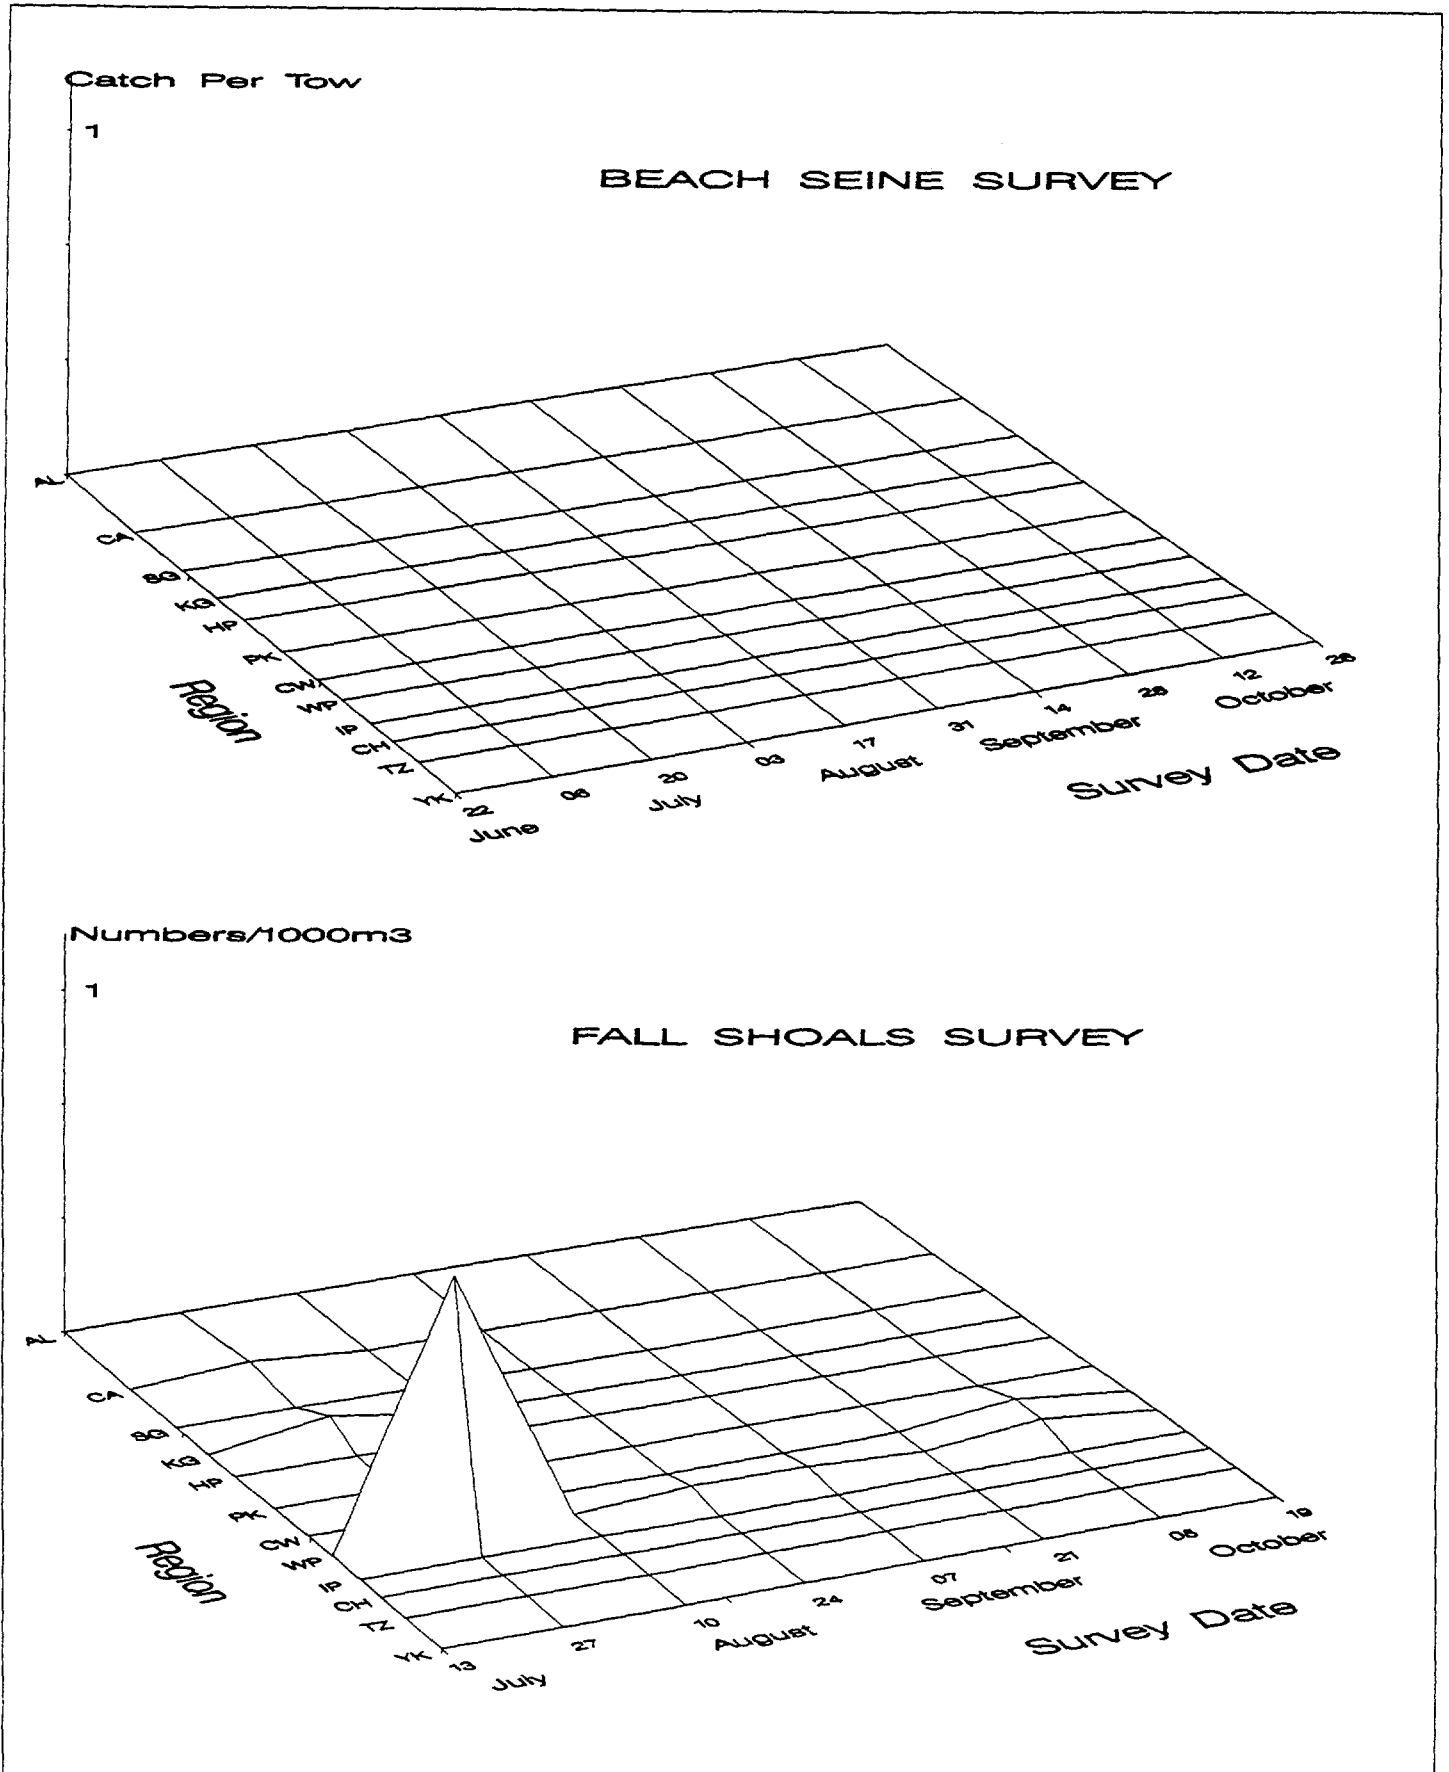 Catch Per Tow
1
BEACH SEINE SURVEY
AL
CA
SG
KG
HP
PK
CW
WP
IP
CH
TZ
YK
Region
22
06
20
03
17
31
14
28
12
26
June
July
August
September
October
Survey Date
Numbers/1000m3
1
FALL SHOALS SURVEY
AL
CA
SG
KG
HP
PK
CW
WP
IP
CH
TZ
YK
Region
13
27
10
24
07
21
05
19
July
August
September
October
Survey Date